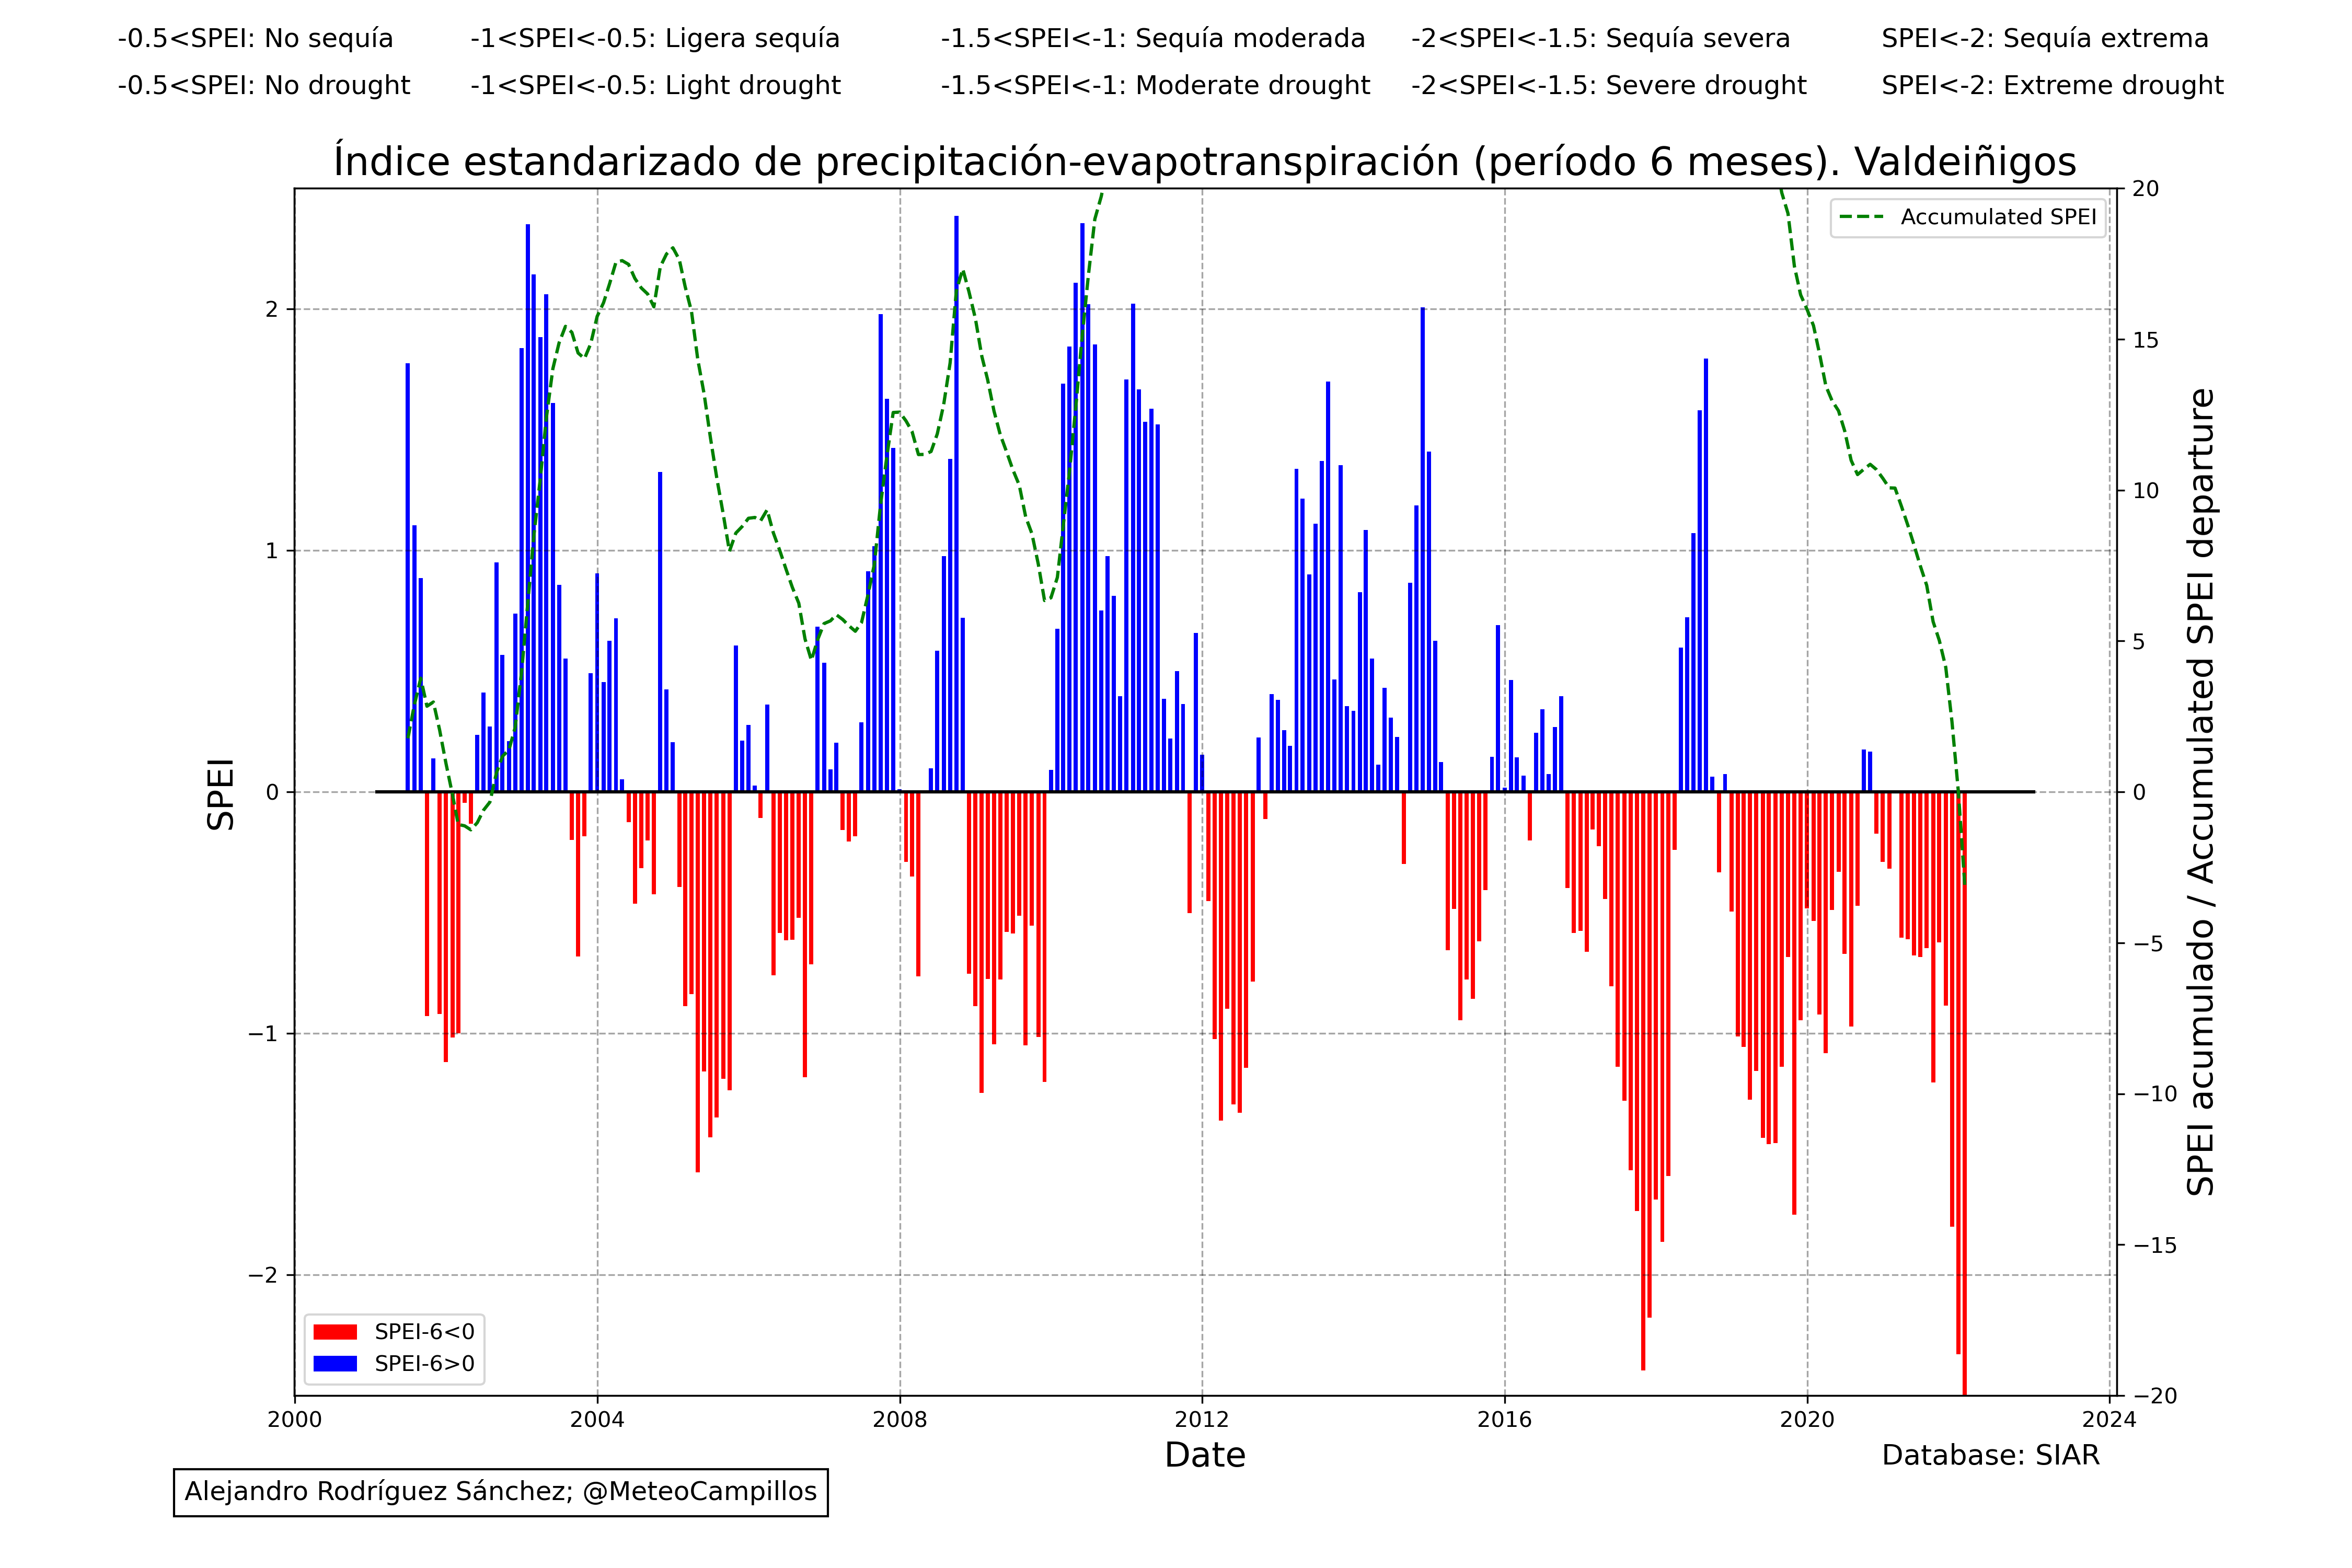 -0.5<SPEI: No sequía -1<SPEI<-0.5: Ligera sequía -1.5<SPEI<-1: Sequía moderada -2<SPEI<-1.5: Sequía severa SPEI<-2: Sequía extrema
-0.5<SPEI: No drought -1<SPEI<-0.5: Light drought -1.5<SPEI<-1: Moderate drought -2<SPEI<-1.5: Severe drought SPEI<-2: Extreme drought
Índice estandarizado de precipitación-evapotranspiración (período 6 meses). Valdeiñigos
Accumulated SPEI
SPEI
2
1
0
−1
−2
20
15
10
5
0
−5
−10
−15
−20
SPEI acumulado / Accumulated SPEI departure
SPEI-6<0
SPEI-6>0
2000 2004 2008 2012 2016 2020 2024
Date
Database: SIAR
Alejandro Rodríguez Sánchez; @MeteoCampillos